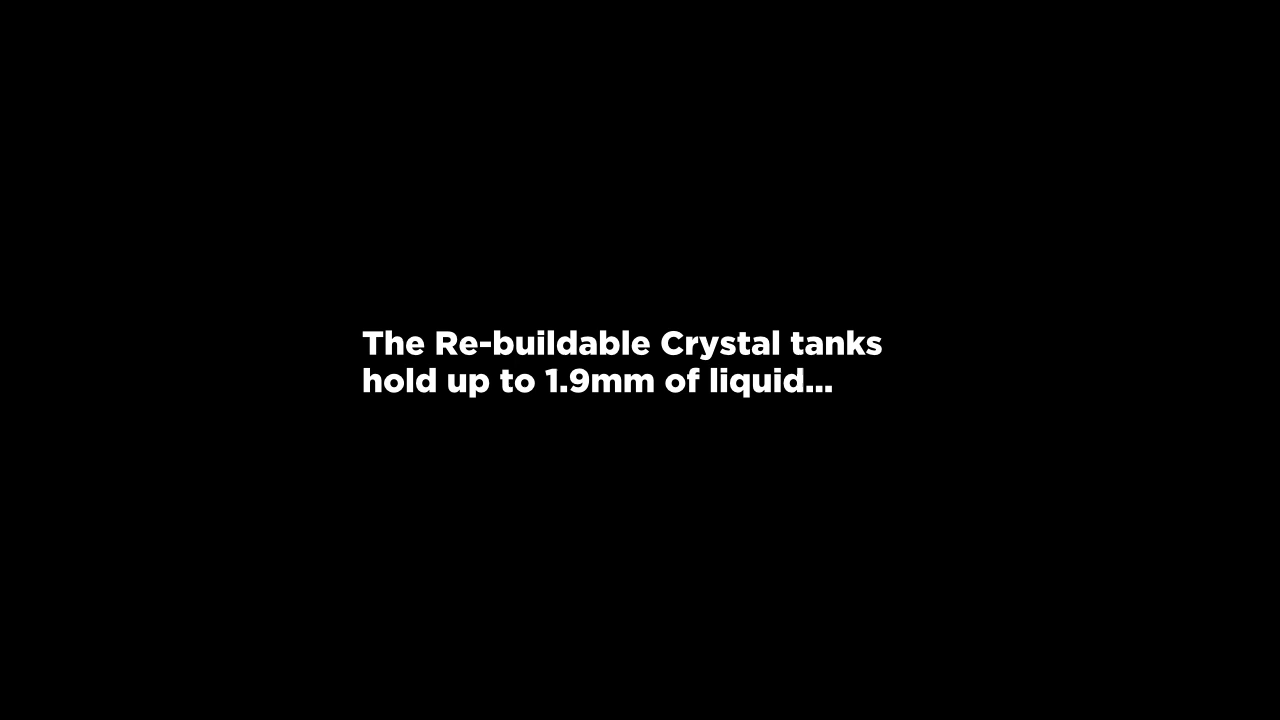 The Re-buildable Crystal tanks
hold up to 1.9mm of liquid...